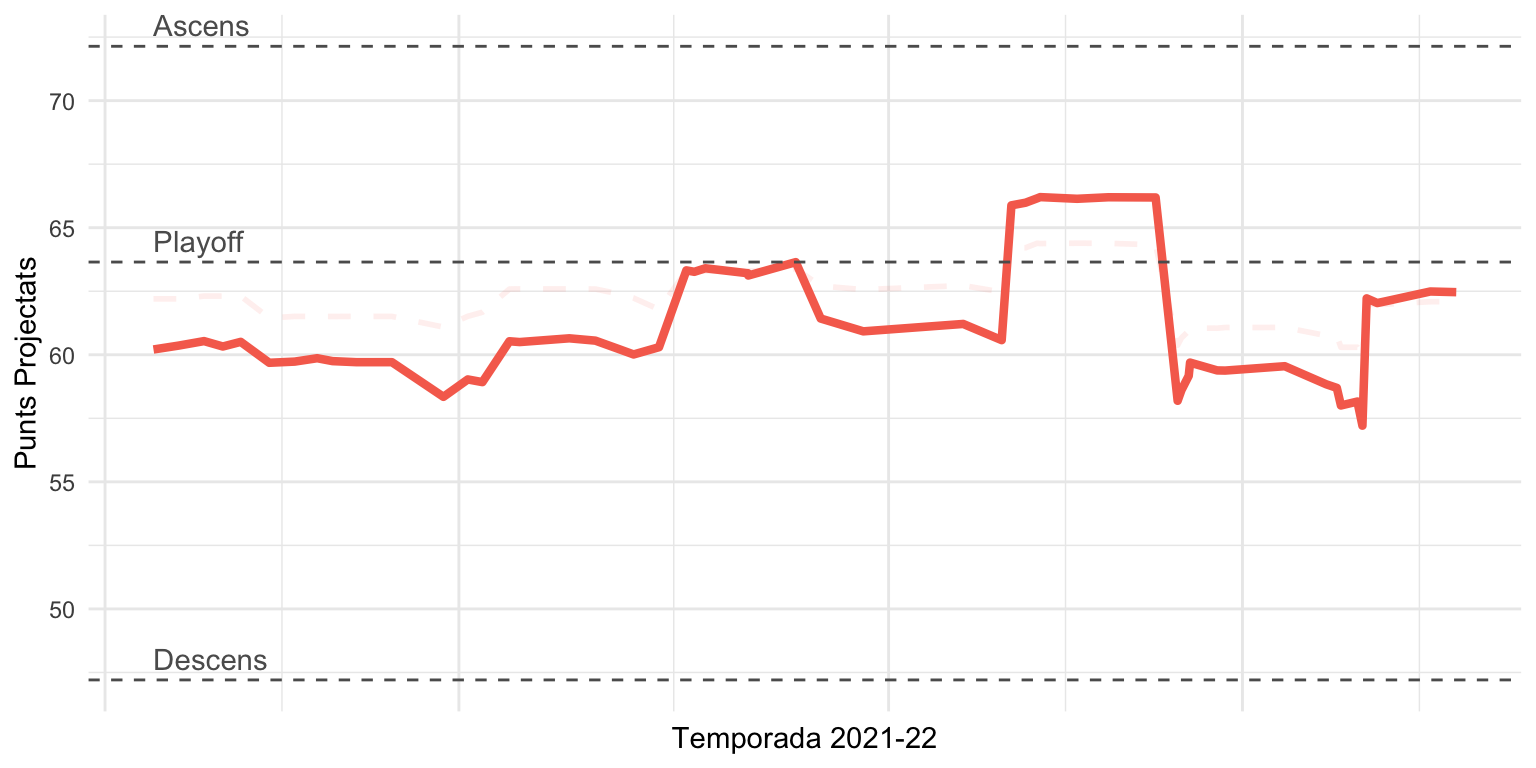 Ascens
70
65
Playoff
60
55
50
Descens
Punts Projectats
Temporada 2021-22